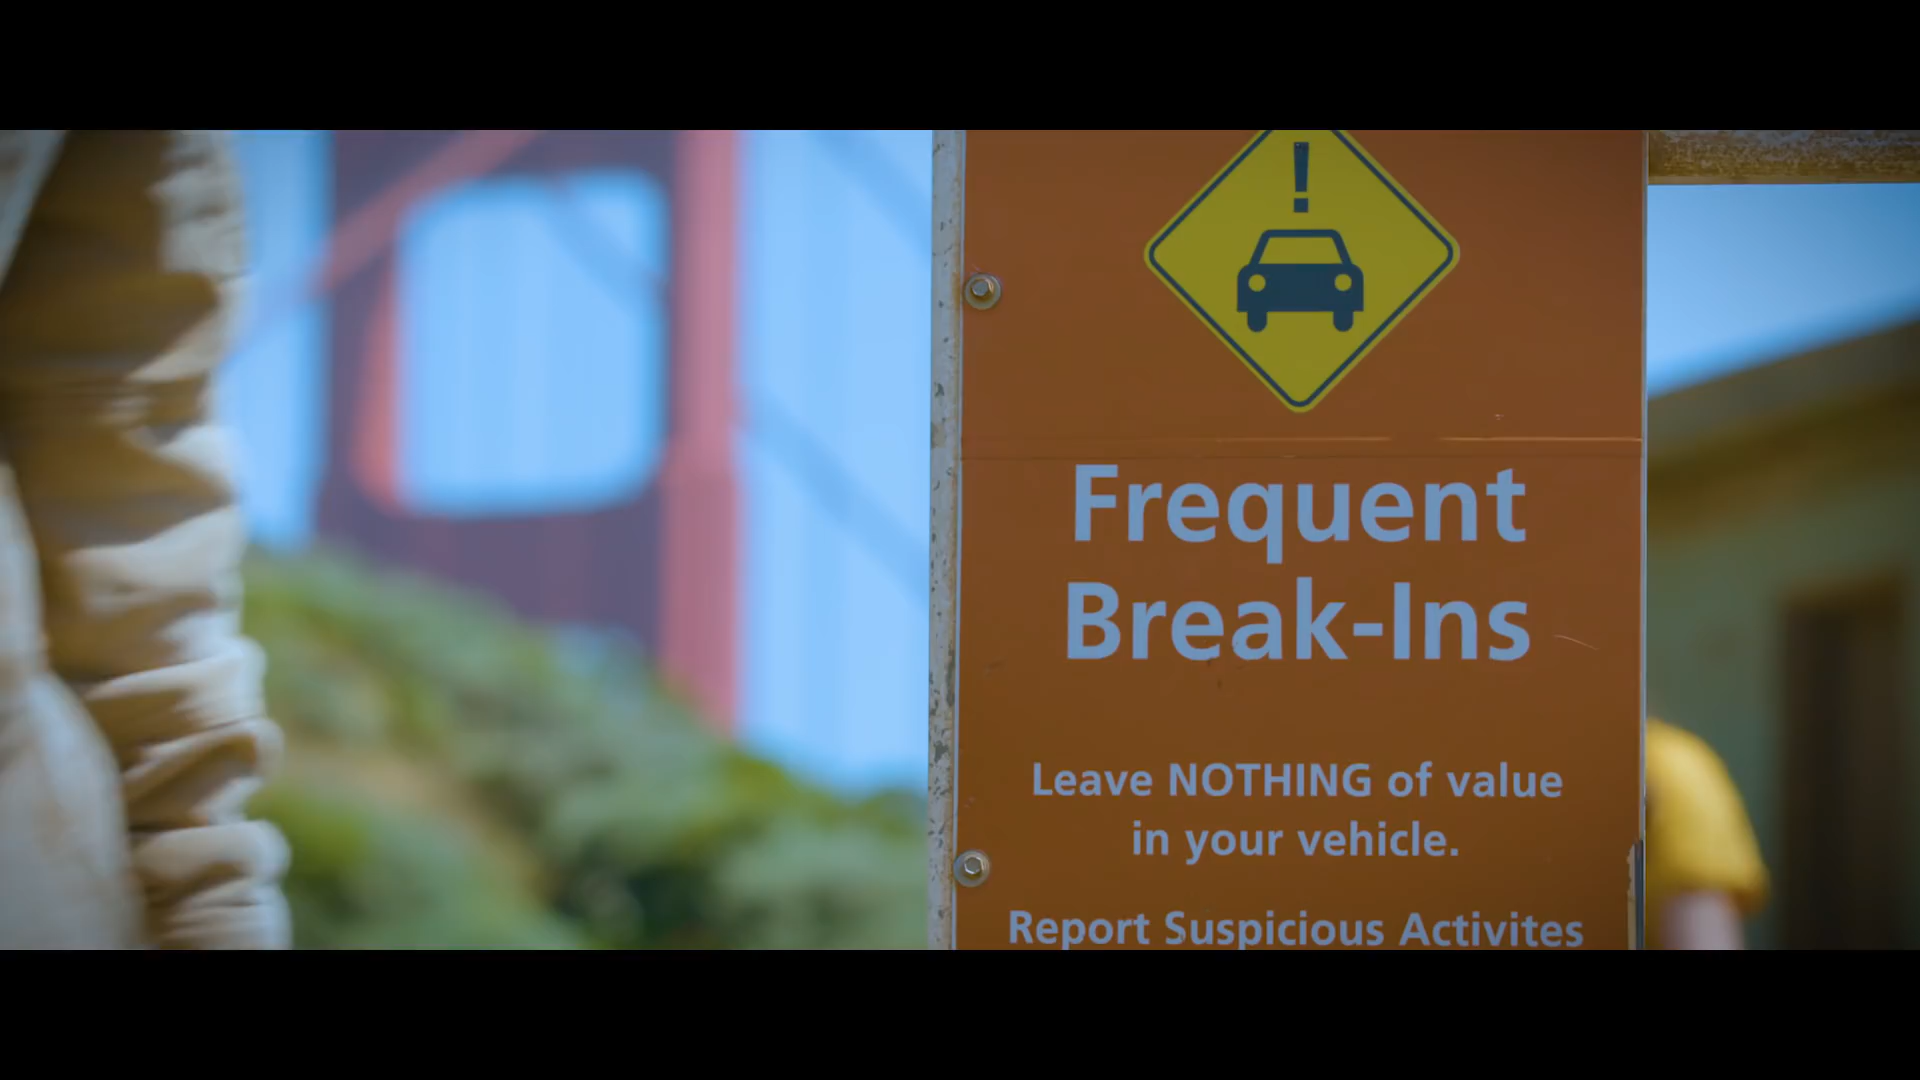 !
Frequent
Break-Ins
Leave NOTHING of value
in your vehicle.
Report Suspicious Activites